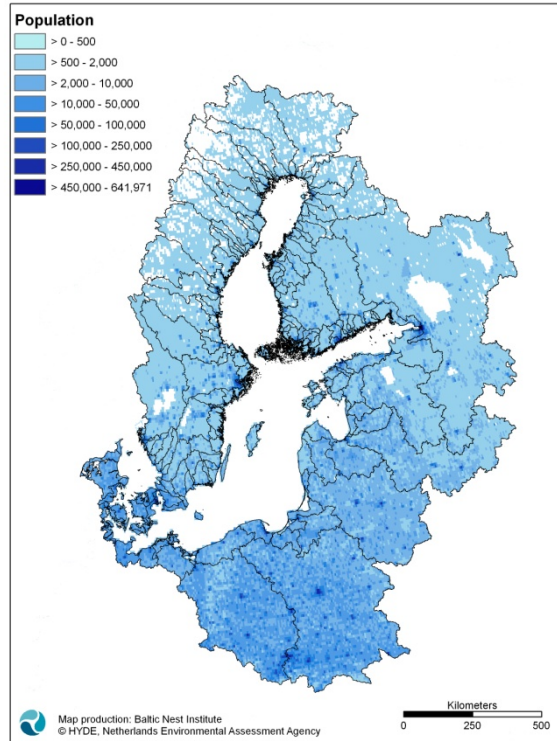 Population
> 0 - 500
> 500 - 2,000
> 2,000 - 10,000
> 10,000 - 50,000
> 50,000 - 100,000
> 100,000 - 250,000
> 250,000 - 450,000
> 450,000 - 641,971
Kilometers
0 250 500
Map production: Baltic Nest Institute
© HYDE, Netherlands Environmental Assessment Agency